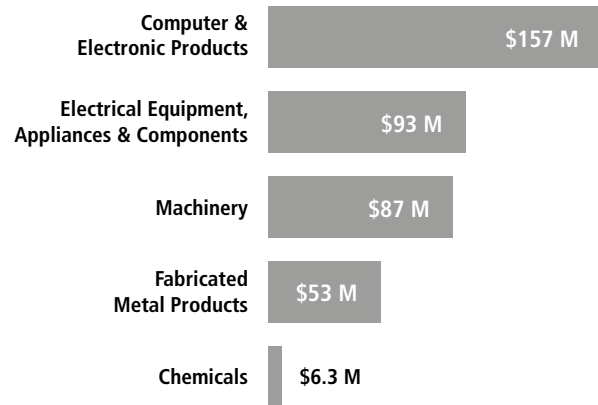 Computer &
Electronic Products
$157 M
Electrical Equipment,
Appliances & Components
$93 M
Machinery
$87 M
Fabricated
Metal Products
$53 M
Chemicals
$6.3 M